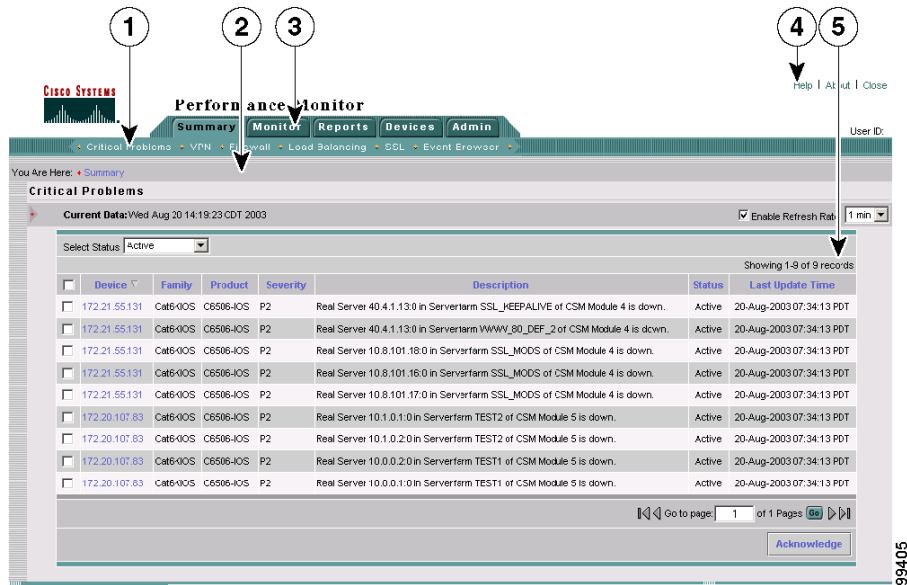 1 2 3 4 5
CISCO SYSTEMS
Help | About | Close
Performance Monitor
Summary Monitor Reports Devices Admin
User ID:
Critical Problems VPN Firewall Load Balancing SSL Event Browser
You Are Here: Summary
Critical Problems
Current Data: Wed Aug 20 14:19:23 CDT 2003
Enable Refresh Rate 1 min
Select Status Active
Showing 1-9 of 9 records
Device Family Product Severity Description Status Last Update Time
172.21.55.131 Cat6KIOS C6506-IOS P2 Real Server 40.4.1.13:0 in Serverfarm SSL_KEEPALIVE of CSM Module 4 is down. Active 20-Aug-2003 07:34:13 PDT
172.21.55.131 Cat6KIOS C6506-IOS P2 Real Server 40.4.1.13:0 in Serverfarm WWW_80_DEF_2 of CSM Module 4 is down. Active 20-Aug-2003 07:34:13 PDT
172.21.55.131 Cat6KIOS C6506-IOS P2 Real Server 10.8.101.18:0 in Serverfarm SSL_MODS of CSM Module 4 is down. Active 20-Aug-2003 07:34:13 PDT
172.21.55.131 Cat6KIOS C6506-IOS P2 Real Server 10.8.101.16:0 in Serverfarm SSL_MODS of CSM Module 4 is down. Active 20-Aug-2003 07:34:13 PDT
172.21.55.131 Cat6KIOS C6506-IOS P2 Real Server 10.8.101.17:0 in Serverfarm SSL_MODS of CSM Module 4 is down. Active 20-Aug-2003 07:34:13 PDT
172.20.107.83 Cat6KIOS C6506-IOS P2 Real Server 10.1.0.1:0 in Serverfarm TEST2 of CSM Module 5 is down. Active 20-Aug-2003 07:34:13 PDT
172.20.107.83 Cat6KIOS C6506-IOS P2 Real Server 10.1.0.2:0 in Serverfarm TEST2 of CSM Module 5 is down. Active 20-Aug-2003 07:34:13 PDT
172.20.107.83 Cat6KIOS C6506-IOS P2 Real Server 10.0.0.2:0 in Serverfarm TEST1 of CSM Module 5 is down. Active 20-Aug-2003 07:34:13 PDT
172.20.107.83 Cat6KIOS C6506-IOS P2 Real Server 10.0.0.1:0 in Serverfarm TEST1 of CSM Module 5 is down. Active 20-Aug-2003 07:34:13 PDT
Go to page: 1 of 1 Pages Go
Acknowledge
99405